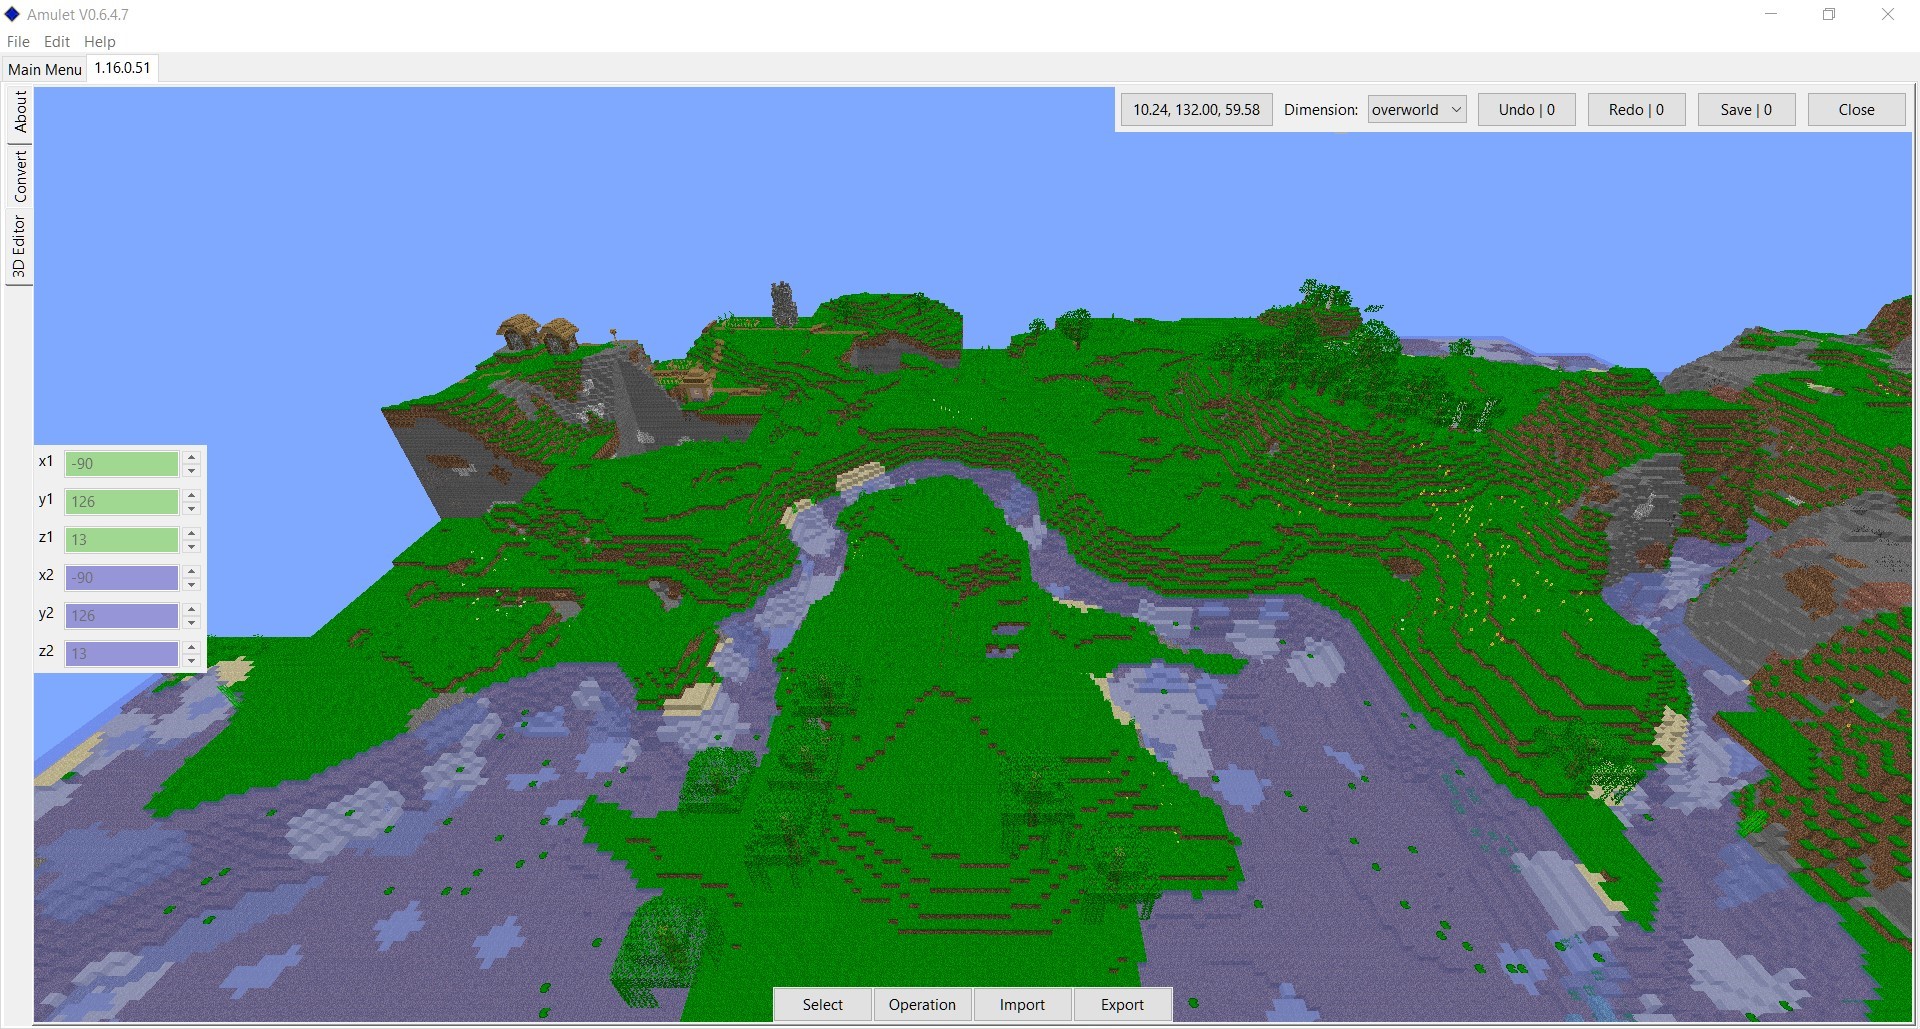 Amulet V0.6.4.7
File Edit Help
Main Menu 1.16.0.51
About
Convert
3D Editor
10.24, 132.00, 59.58 Dimension: overworld Undo | 0 Redo | 0 Save | 0 Close
x1 -90
y1 126
z1 13
x2 -90
y2 126
z2 13
Select Operation Import Export